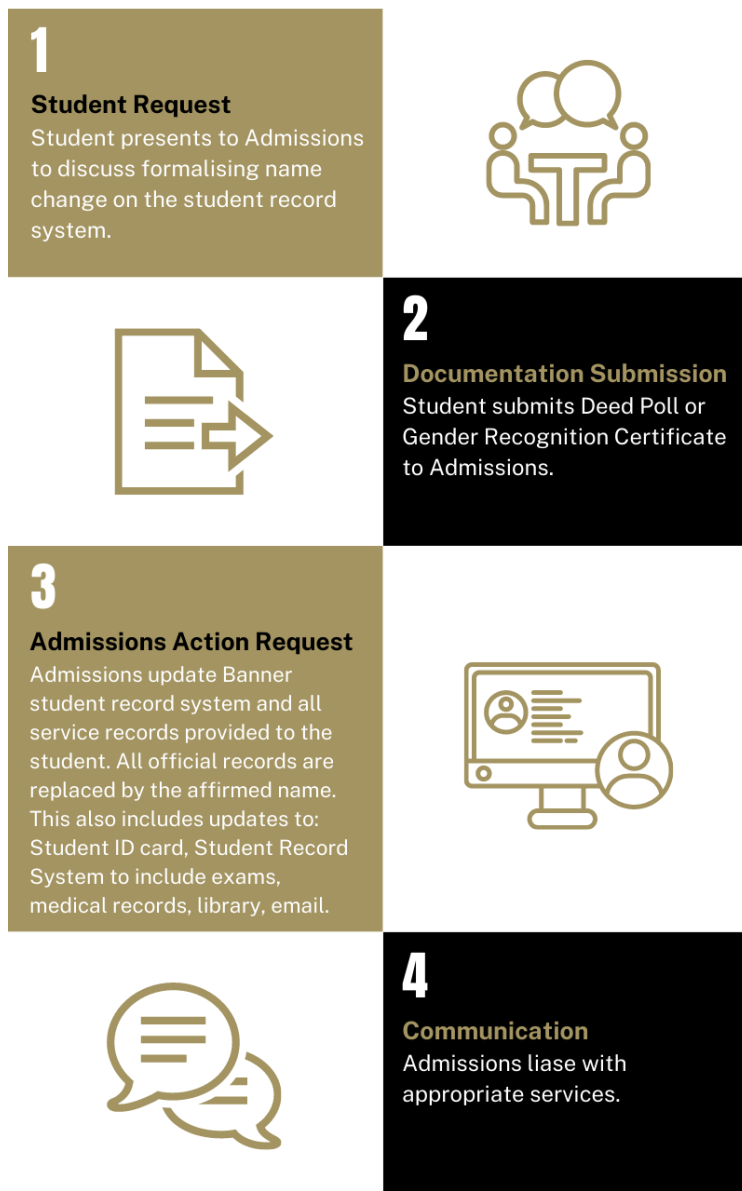 1
Student Request
Student presents to Admissions
to discuss formalising name
change on the student record
system.
2
Documentation Submission
Student submits Deed Poll or
Gender Recognition Certificate
to Admissions.
3
Admissions Action Request
Admissions update Banner
student record system and all
service records provided to the
student. All official records are
replaced by the affirmed name.
This also includes updates to:
Student ID card, Student Record
System to include exams,
medical records, library, email.
4
Communication
Admissions liase with
appropriate services.